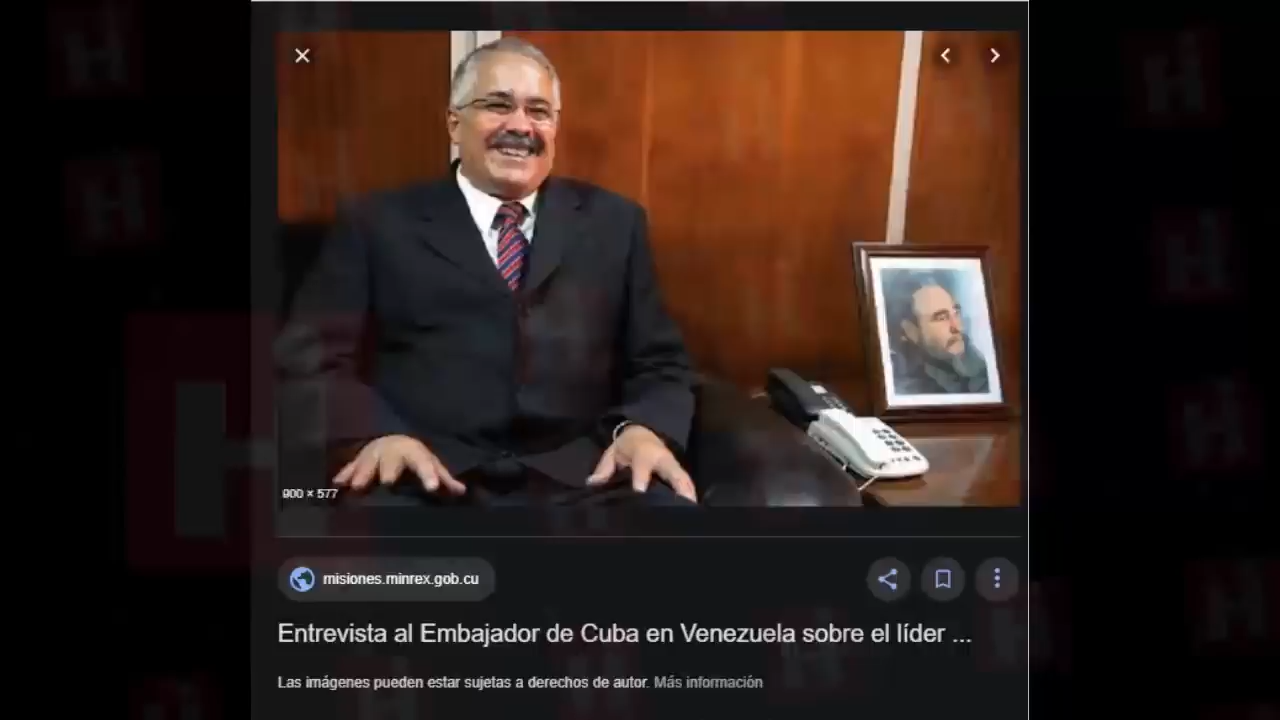 900 × 577
misiones.minrex.gob.cu
Entrevista al Embajador de Cuba en Venezuela sobre el líder ...
Las imágenes pueden estar sujetas a derechos de autor. Más información